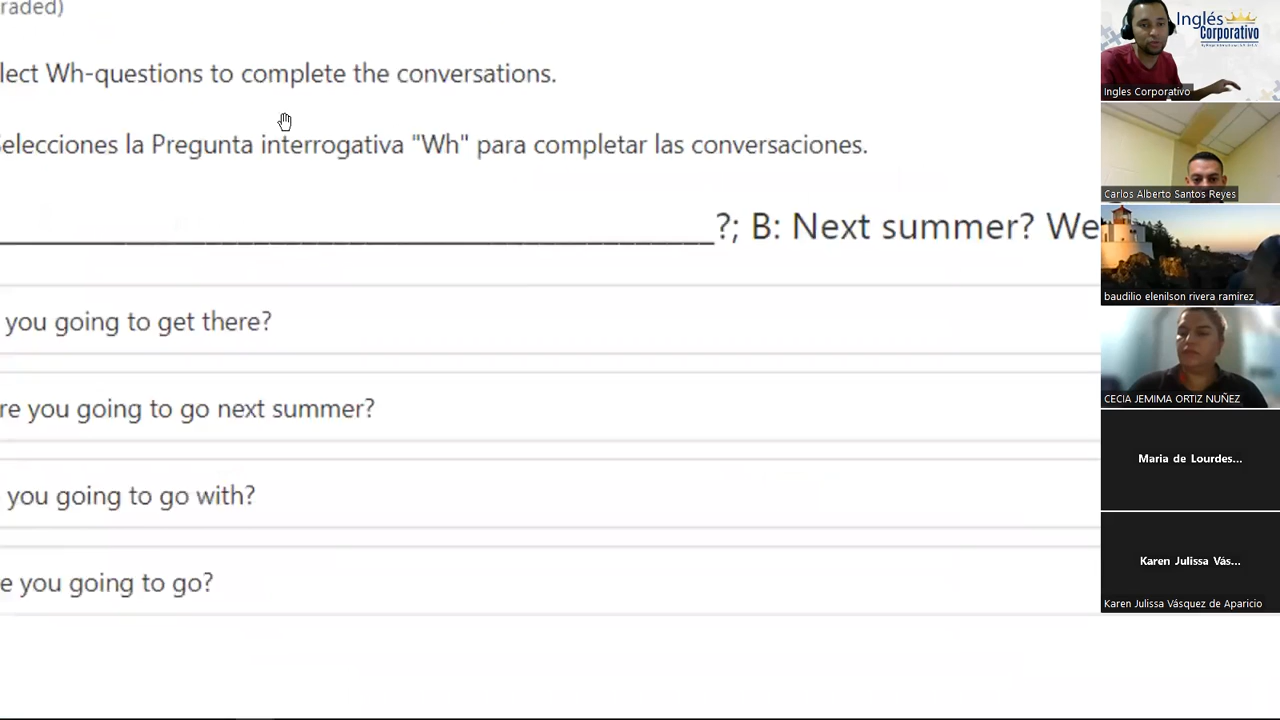 raded)
lect Wh-questions to complete the conversations.
Selecciones la Pregunta interrogativa "Wh" para completar las conversaciones.
?; B: Next summer? We
you going to get there?
re you going to go next summer?
you going to go with?
e you going to go?
Inglés
Corporativo
Ingles Corporativo
Carlos Alberto Santos Reyes
baudilio elenilson rivera ramírez
CECIA JEMIMA ORTIZ NUÑEZ
Maria de Lourdes...
Karen Julissa Vás...
Karen Julissa Vásquez de Aparicio